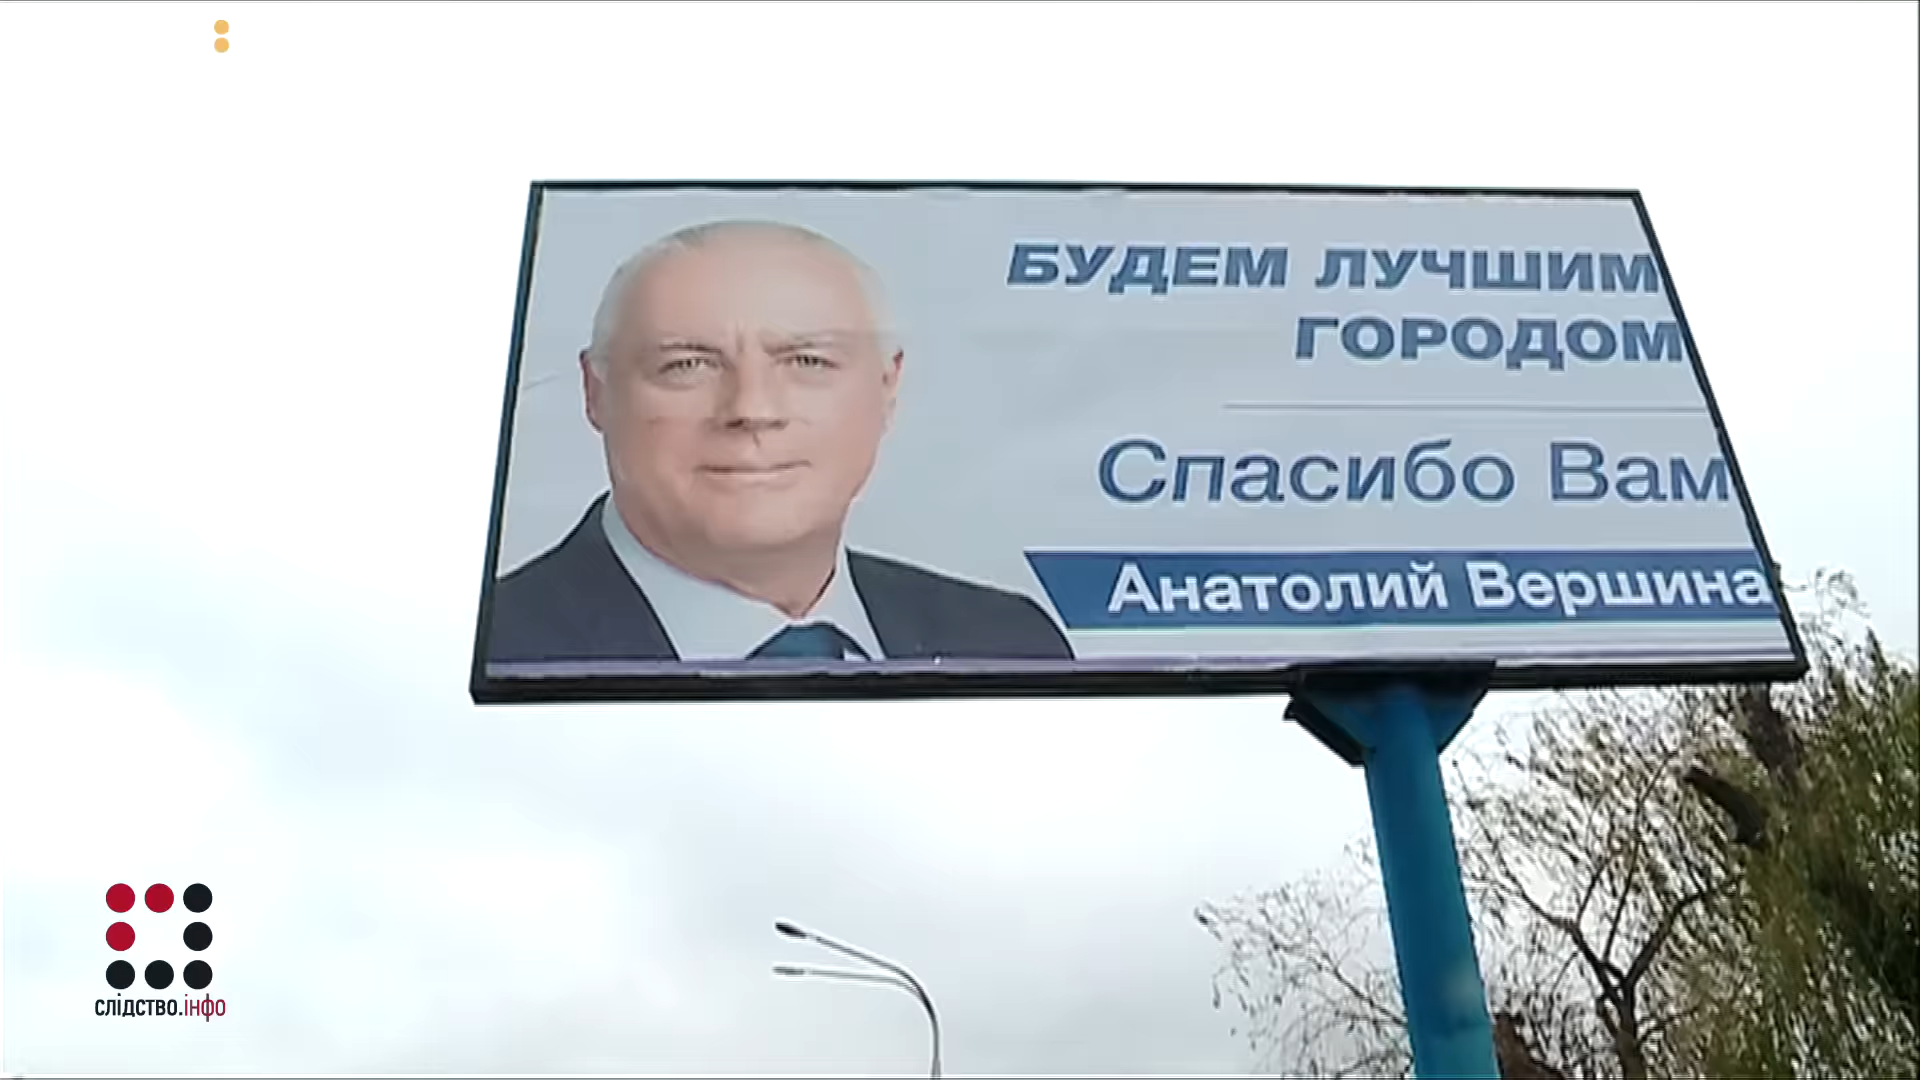 БУДЕМ ЛУЧШИМ
ГОРОДОМ
Спасибо Вам
Анатолий Вершина
слідство.інфо